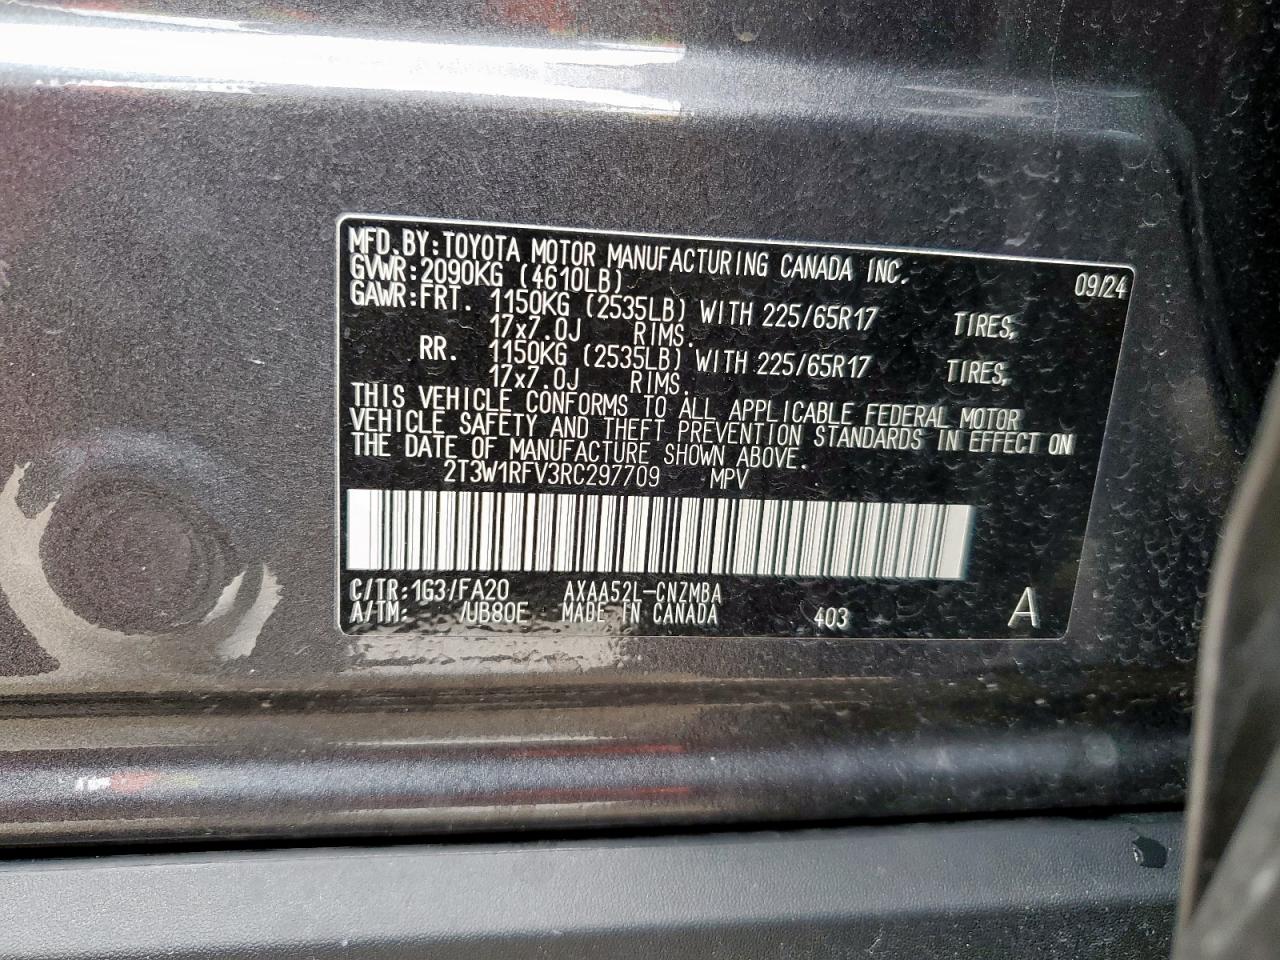 MFD. BY: TOYOTA MOTOR MANUFACTURING CANADA INC.
GVWR: 2090KG (4610LB) 09/24
GAWR: FRT. 1150KG (2535LB) WITH 225/65R17 TIRES,
17x7.0J RIMS.
RR. 1150KG (2535LB) WITH 225/65R17 TIRES,
17x7.0J RIMS.
THIS VEHICLE CONFORMS TO ALL APPLICABLE FEDERAL MOTOR
VEHICLE SAFETY AND THEFT PREVENTION STANDARDS IN EFFECT ON
THE DATE OF MANUFACTURE SHOWN ABOVE.
2T3W1RFV3RC297709 MPV
C/TR: 1G3/FA20 AXAA52L-CNZMBA
A/TM: /UB80E MADE IN CANADA 403 A